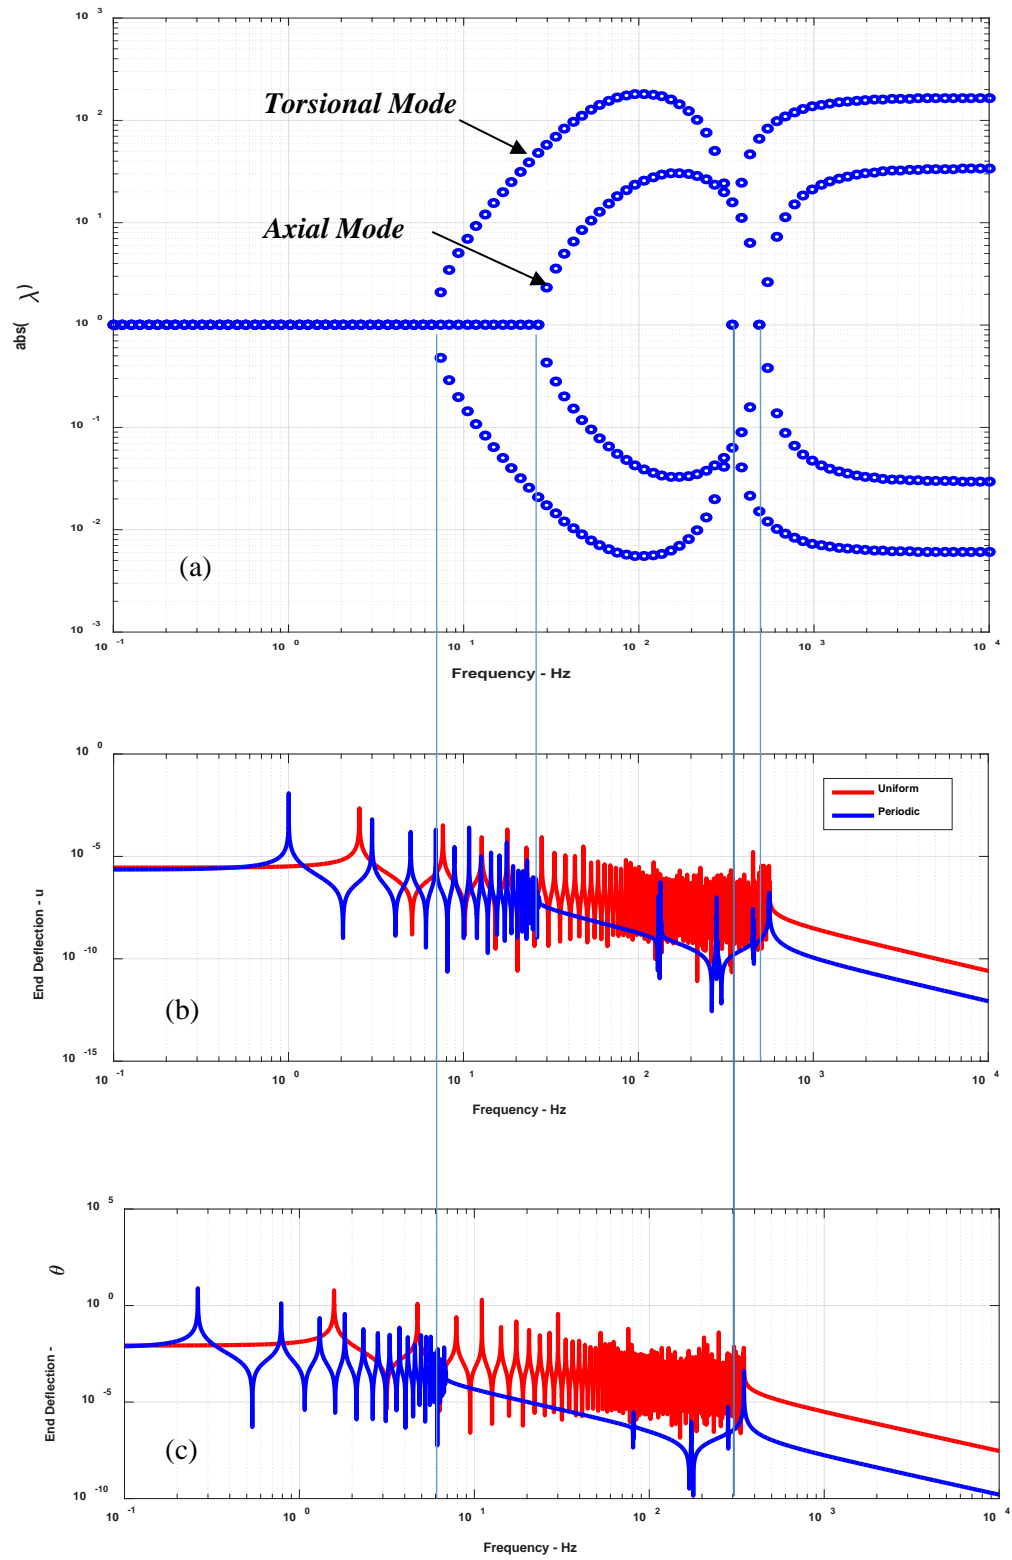 10 3
10 2
10 1
10 0
10 -1
10 -2
10 -3
abs( λ)
Torsional Mode
Axial Mode
(a)
10 -1
10 0
10 1
10 2
10 3
10 4
Frequency - Hz
10 0
10 -5
10 -10
10 -15
End Deflection - u
Uniform
Periodic
(b)
10 -1
10 0
10 1
10 2
10 3
10 4
Frequency - Hz
10 5
10 0
10 -5
10 -10
End Deflection - θ
(c)
10 -1
10 0
10 1
10 2
10 3
10 4
Frequency - Hz